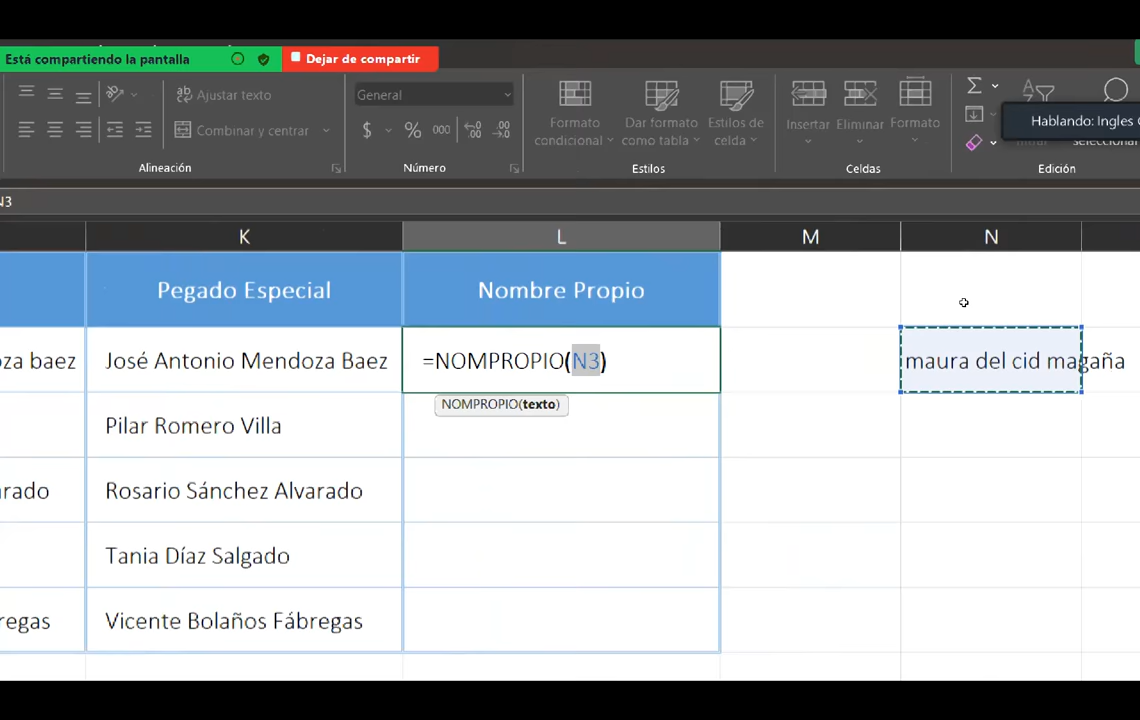 Está compartiendo la pantalla
Dejar de compartir
Ajustar texto
General
Combinar y centrar
$ % 000
Formato condicional
Dar formato como tabla
Estilos de celda
Insertar
Eliminar
Formato
Hablando: Ingles
Alineación
Número
Estilos
Celdas
Edición
N3
K L M N
Pegado Especial
Nombre Propio
oza baez
José Antonio Mendoza Baez
=NOMPROPIO(N3)
maura del cid magaña
NOMPROPIO(texto)
Pilar Romero Villa
arado
Rosario Sánchez Alvarado
Tania Díaz Salgado
regas
Vicente Bolaños Fábregas